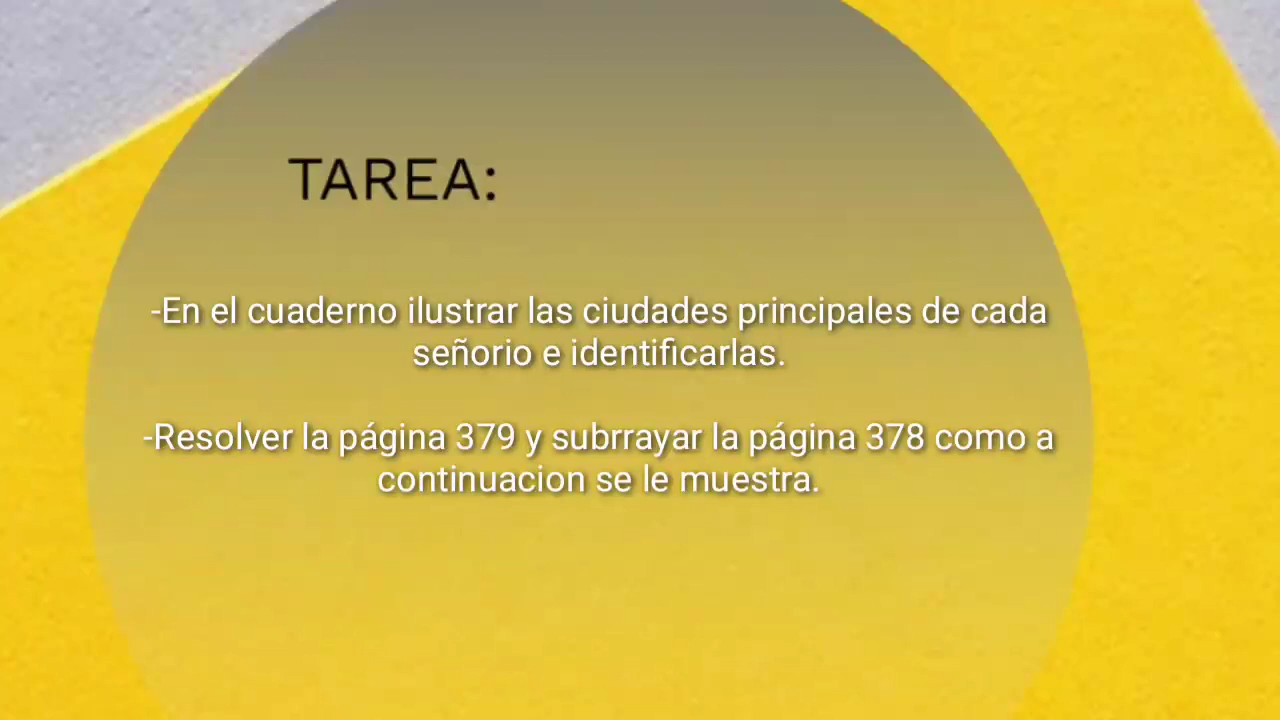 TAREA:
-En el cuaderno ilustrar las ciudades principales de cada
señorio e identificarlas.
-Resolver la página 379 y subrrayar la página 378 como a
continuacion se le muestra.